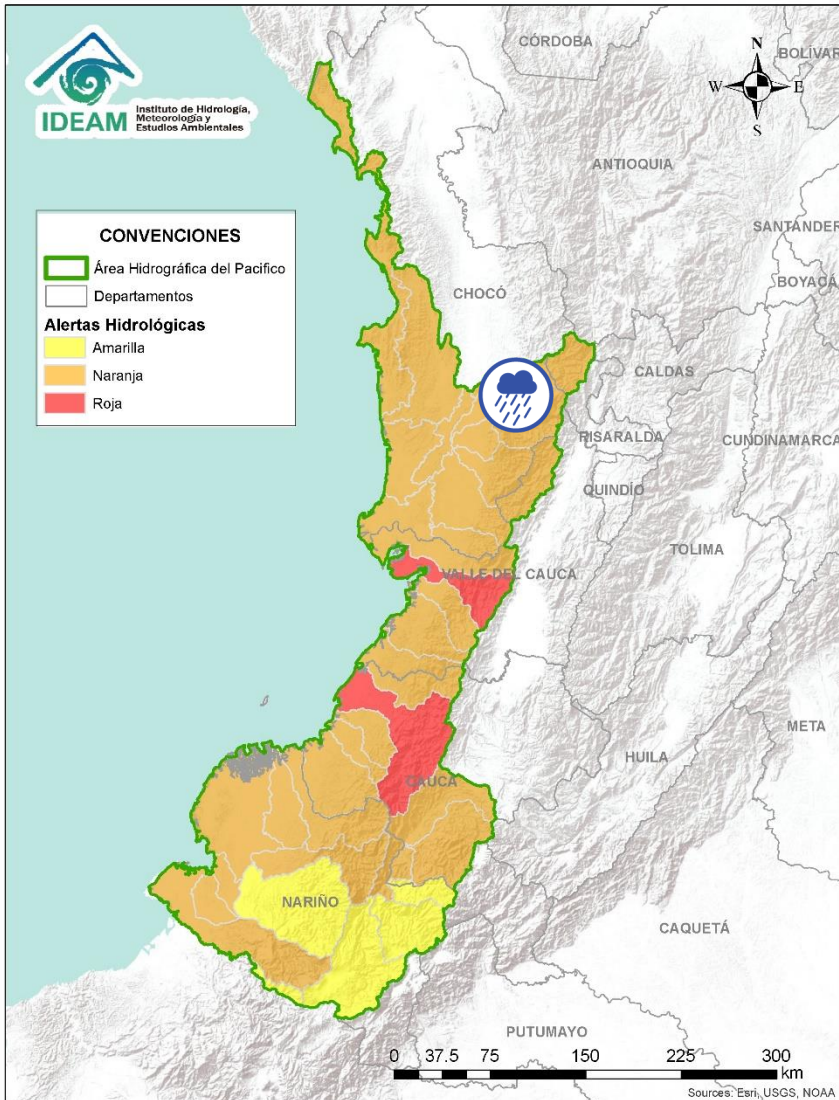 IDEAM
Instituto de Hidrología,
Meteorología y
Estudios Ambientales
CÓRDOBA
BOLÍVAR
N
W
E
S
ANTIOQUIA
SANTANDER
BOYACÁ
CONVENCIONES
Área Hidrográfica del Pacifico
Departamentos
Alertas Hidrológicas
Amarilla
Naranja
Roja
CHOCÓ
CALDAS
RISARALDA
CUNDINAMARCA
QUINDÍO
TOLIMA
VALLE DEL CAUCA
META
HUILA
CAUCA
NARIÑO
CAQUETÁ
PUTUMAYO
0 37.5 75 150 225 300
km
Sources: Esri, USGS, NOAA